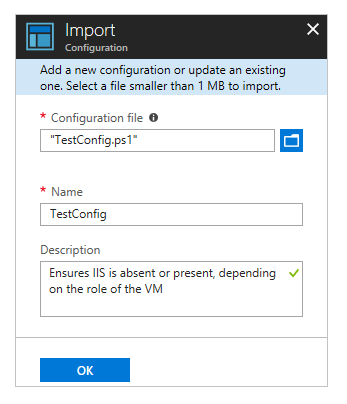 Import
Configuration
Add a new configuration or update an existing
one. Select a file smaller than 1 MB to import.
* Configuration file
"TestConfig.ps1"
* Name
TestConfig
Description
Ensures IIS is absent or present, depending
on the role of the VM
OK